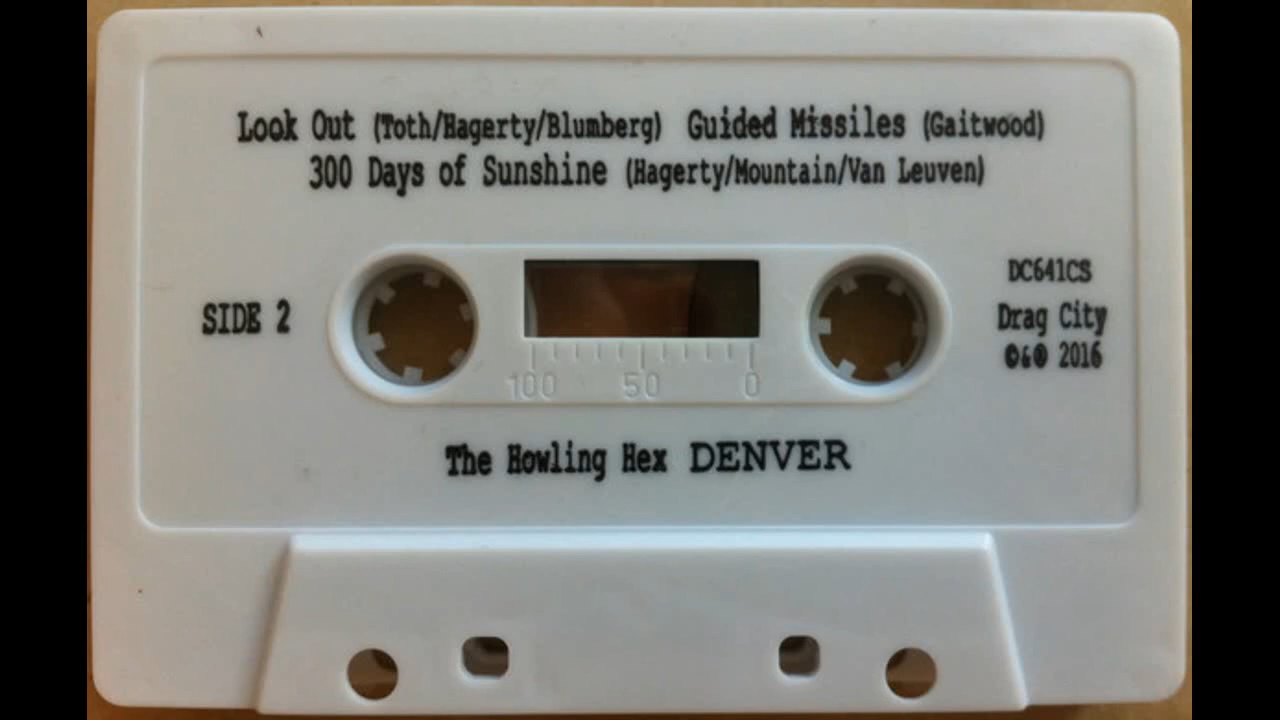 Look Out (Toth/Hagerty/Blumberg) Guided Missiles (Gaitwood)
300 Days of Sunshine (Hagerty/Mountain/Van Leuven)
SIDE 2
DC641CS
Drag City
©&℗ 2016
100 50 0
The Howling Hex DENVER